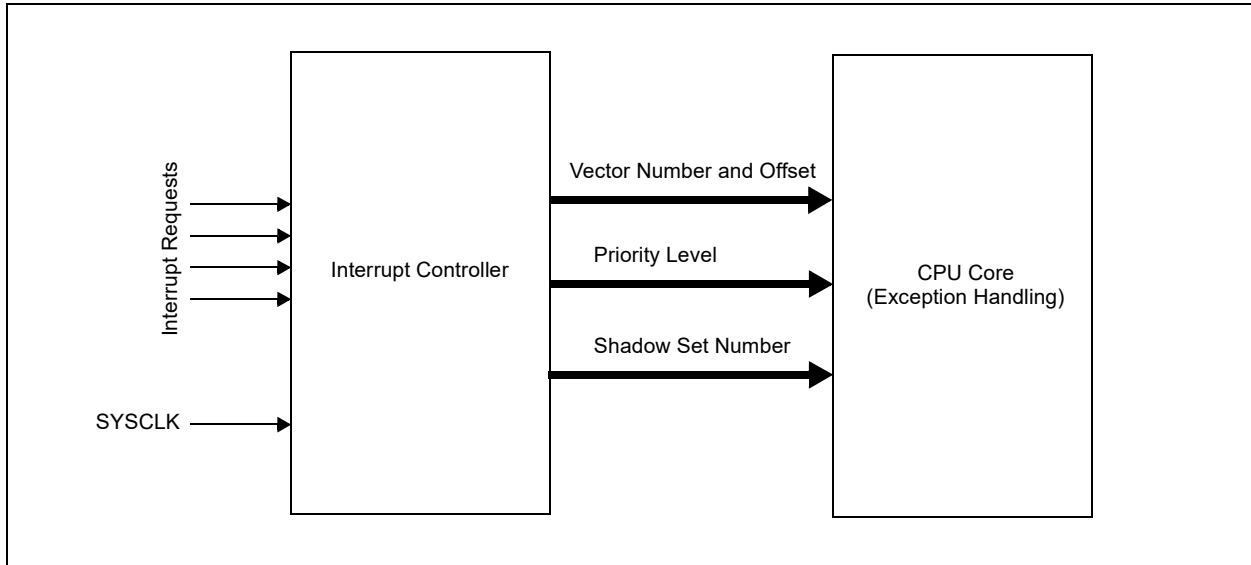 Interrupt Requests
SYSCLK
Interrupt Controller
Vector Number and Offset
Priority Level
Shadow Set Number
CPU Core
(Exception Handling)